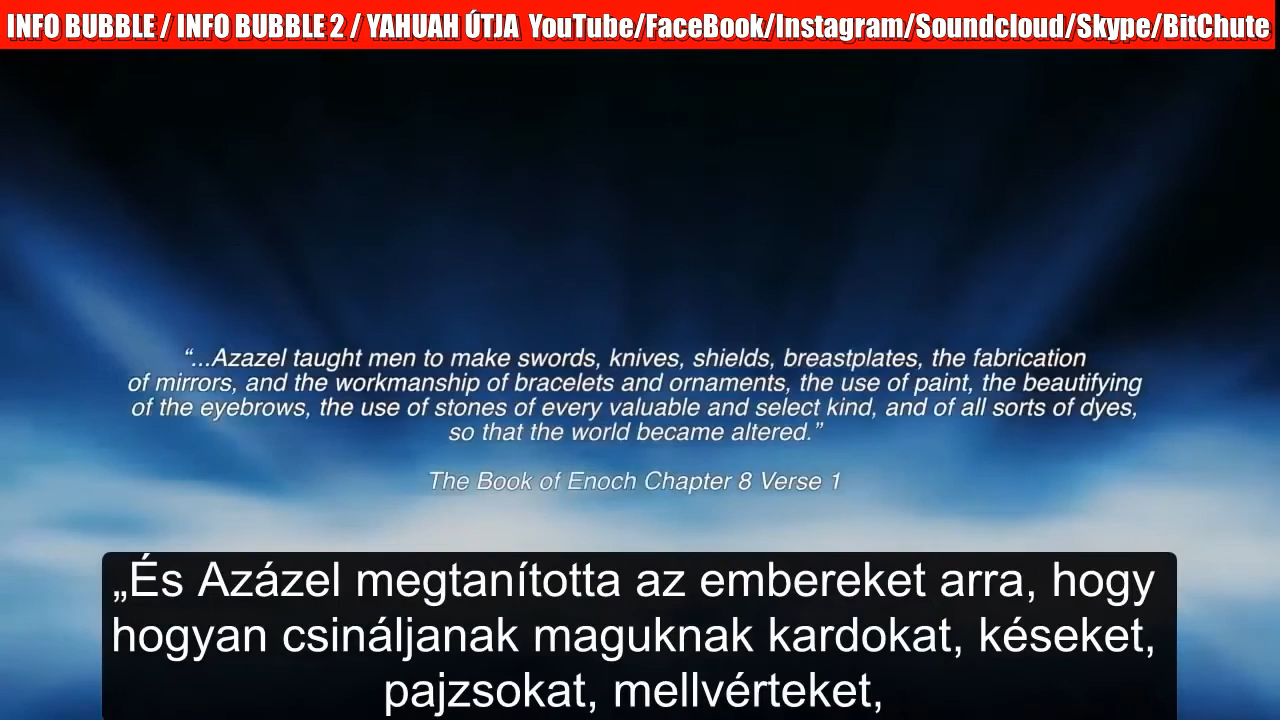 INFO BUBBLE / INFO BUBBLE 2 / YAHUAH ÚTJA YouTube/FaceBook/Instagram/Soundcloud/Skype/BitChute
“...Azazel taught men to make swords, knives, shields, breastplates, the fabrication
of mirrors, and the workmanship of bracelets and ornaments, the use of paint, the beautifying
of the eyebrows, the use of stones of every valuable and select kind, and of all sorts of dyes,
so that the world became altered.”
The Book of Enoch Chapter 8 Verse 1
„És Azázel megtanította az embereket arra, hogy
hogyan csináljanak maguknak kardokat, késeket,
pajzsokat, mellvérteket,